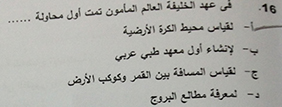 16- في عهد الخليفة العالم المأمون تمت أول محاولة ......
أ- لقياس محيط الكرة الأرضية
ب- لإنشاء أول معهد طبي عربي
ج- لقياس المسافة بين القمر وكوكب الأرض
د- لمعرفة مطالع البروج